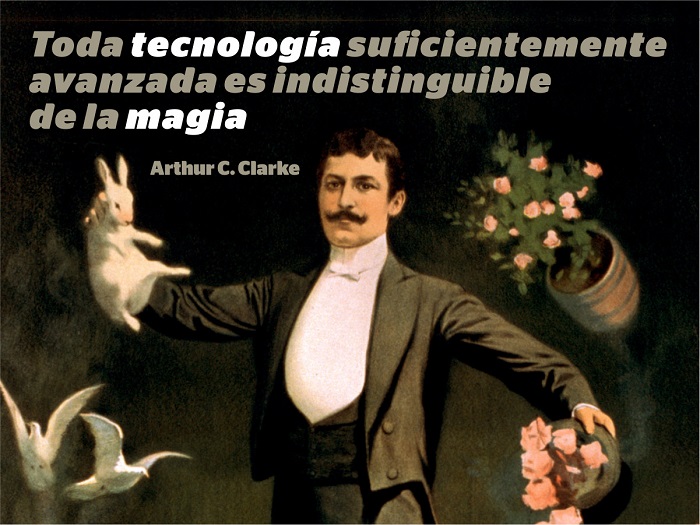 Toda tecnología suficientemente
avanzada es indistinguible
de la magia
Arthur C. Clarke